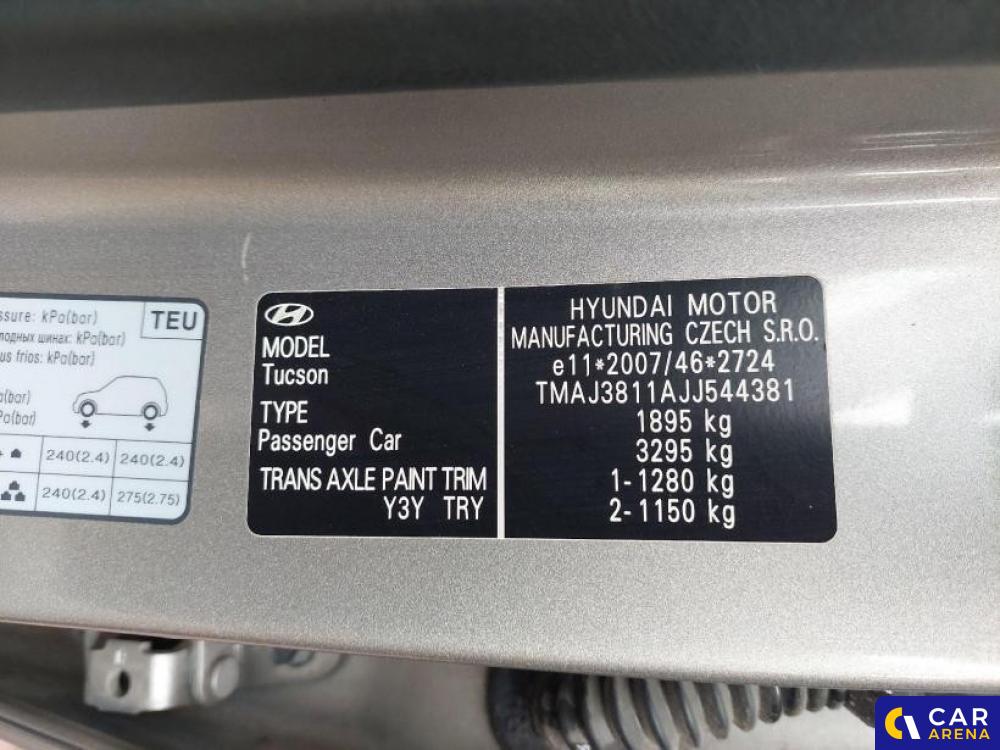 ssure: kPa(bar)
TEU
олодных шинах: kPa(bar)
us frios: kPa(bar)
(bar)
Pa(bar)
240(2.4) 240(2.4)
240(2.4) 275(2.75)
MODEL
Tucson
TYPE
Passenger Car
TRANS AXLE PAINT TRIM
Y3Y TRY
HYUNDAI MOTOR
MANUFACTURING CZECH S.R.O.
e11*2007/46*2724
TMAJ3811AJJ544381
1895 kg
3295 kg
1-1280 kg
2-1150 kg
CAR
ARENA